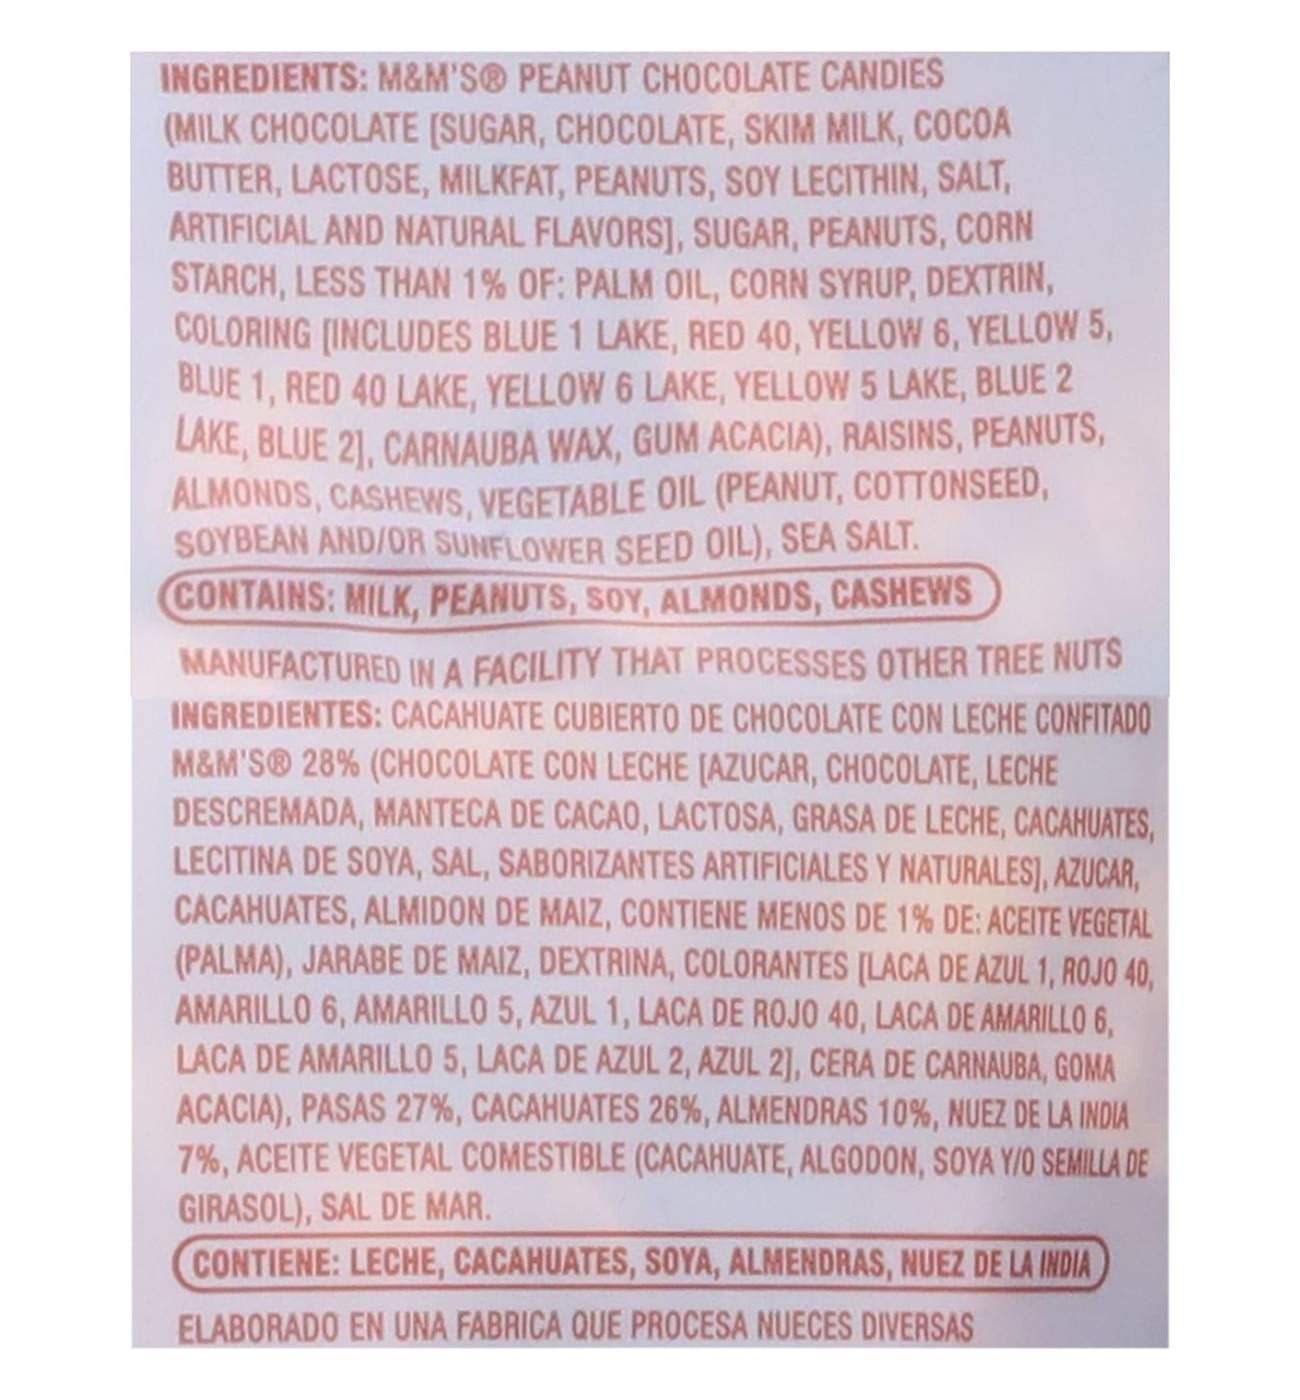 INGREDIENTS: M&M'S® PEANUT CHOCOLATE CANDIES
(MILK CHOCOLATE [SUGAR, CHOCOLATE, SKIM MILK, COCOA
BUTTER, LACTOSE, MILKFAT, PEANUTS, SOY LECITHIN, SALT,
ARTIFICIAL AND NATURAL FLAVORS], SUGAR, PEANUTS, CORN
STARCH, LESS THAN 1% OF: PALM OIL, CORN SYRUP, DEXTRIN,
COLORING [INCLUDES BLUE 1 LAKE, RED 40, YELLOW 6, YELLOW 5,
BLUE 1, RED 40 LAKE, YELLOW 6 LAKE, YELLOW 5 LAKE, BLUE 2
LAKE, BLUE 2], CARNAUBA WAX, GUM ACACIA), RAISINS, PEANUTS,
ALMONDS, CASHEWS, VEGETABLE OIL (PEANUT, COTTONSEED,
SOYBEAN AND/OR SUNFLOWER SEED OIL), SEA SALT.
CONTAINS: MILK, PEANUTS, SOY, ALMONDS, CASHEWS
MANUFACTURED IN A FACILITY THAT PROCESSES OTHER TREE NUTS
INGREDIENTES: CACAHUATE CUBIERTO DE CHOCOLATE CON LECHE CONFITADO
M&M'S® 28% (CHOCOLATE CON LECHE [AZUCAR, CHOCOLATE, LECHE
DESCREMADA, MANTECA DE CACAO, LACTOSA, GRASA DE LECHE, CACAHUATES,
LECITINA DE SOYA, SAL, SABORIZANTES ARTIFICIALES Y NATURALES], AZUCAR,
CACAHUATES, ALMIDON DE MAIZ, CONTIENE MENOS DE 1% DE: ACEITE VEGETAL
(PALMA), JARABE DE MAIZ, DEXTRINA, COLORANTES [LACA DE AZUL 1, ROJO 40,
AMARILLO 6, AMARILLO 5, AZUL 1, LACA DE ROJO 40, LACA DE AMARILLO 6,
LACA DE AMARILLO 5, LACA DE AZUL 2, AZUL 2], CERA DE CARNAUBA, GOMA
ACACIA), PASAS 27%, CACAHUATES 26%, ALMENDRAS 10%, NUEZ DE LA INDIA
7%, ACEITE VEGETAL COMESTIBLE (CACAHUATE, ALGODON, SOYA Y/O SEMILLA DE
GIRASOL), SAL DE MAR.
CONTIENE: LECHE, CACAHUATES, SOYA, ALMENDRAS, NUEZ DE LA INDIA
ELABORADO EN UNA FABRICA QUE PROCESA NUECES DIVERSAS